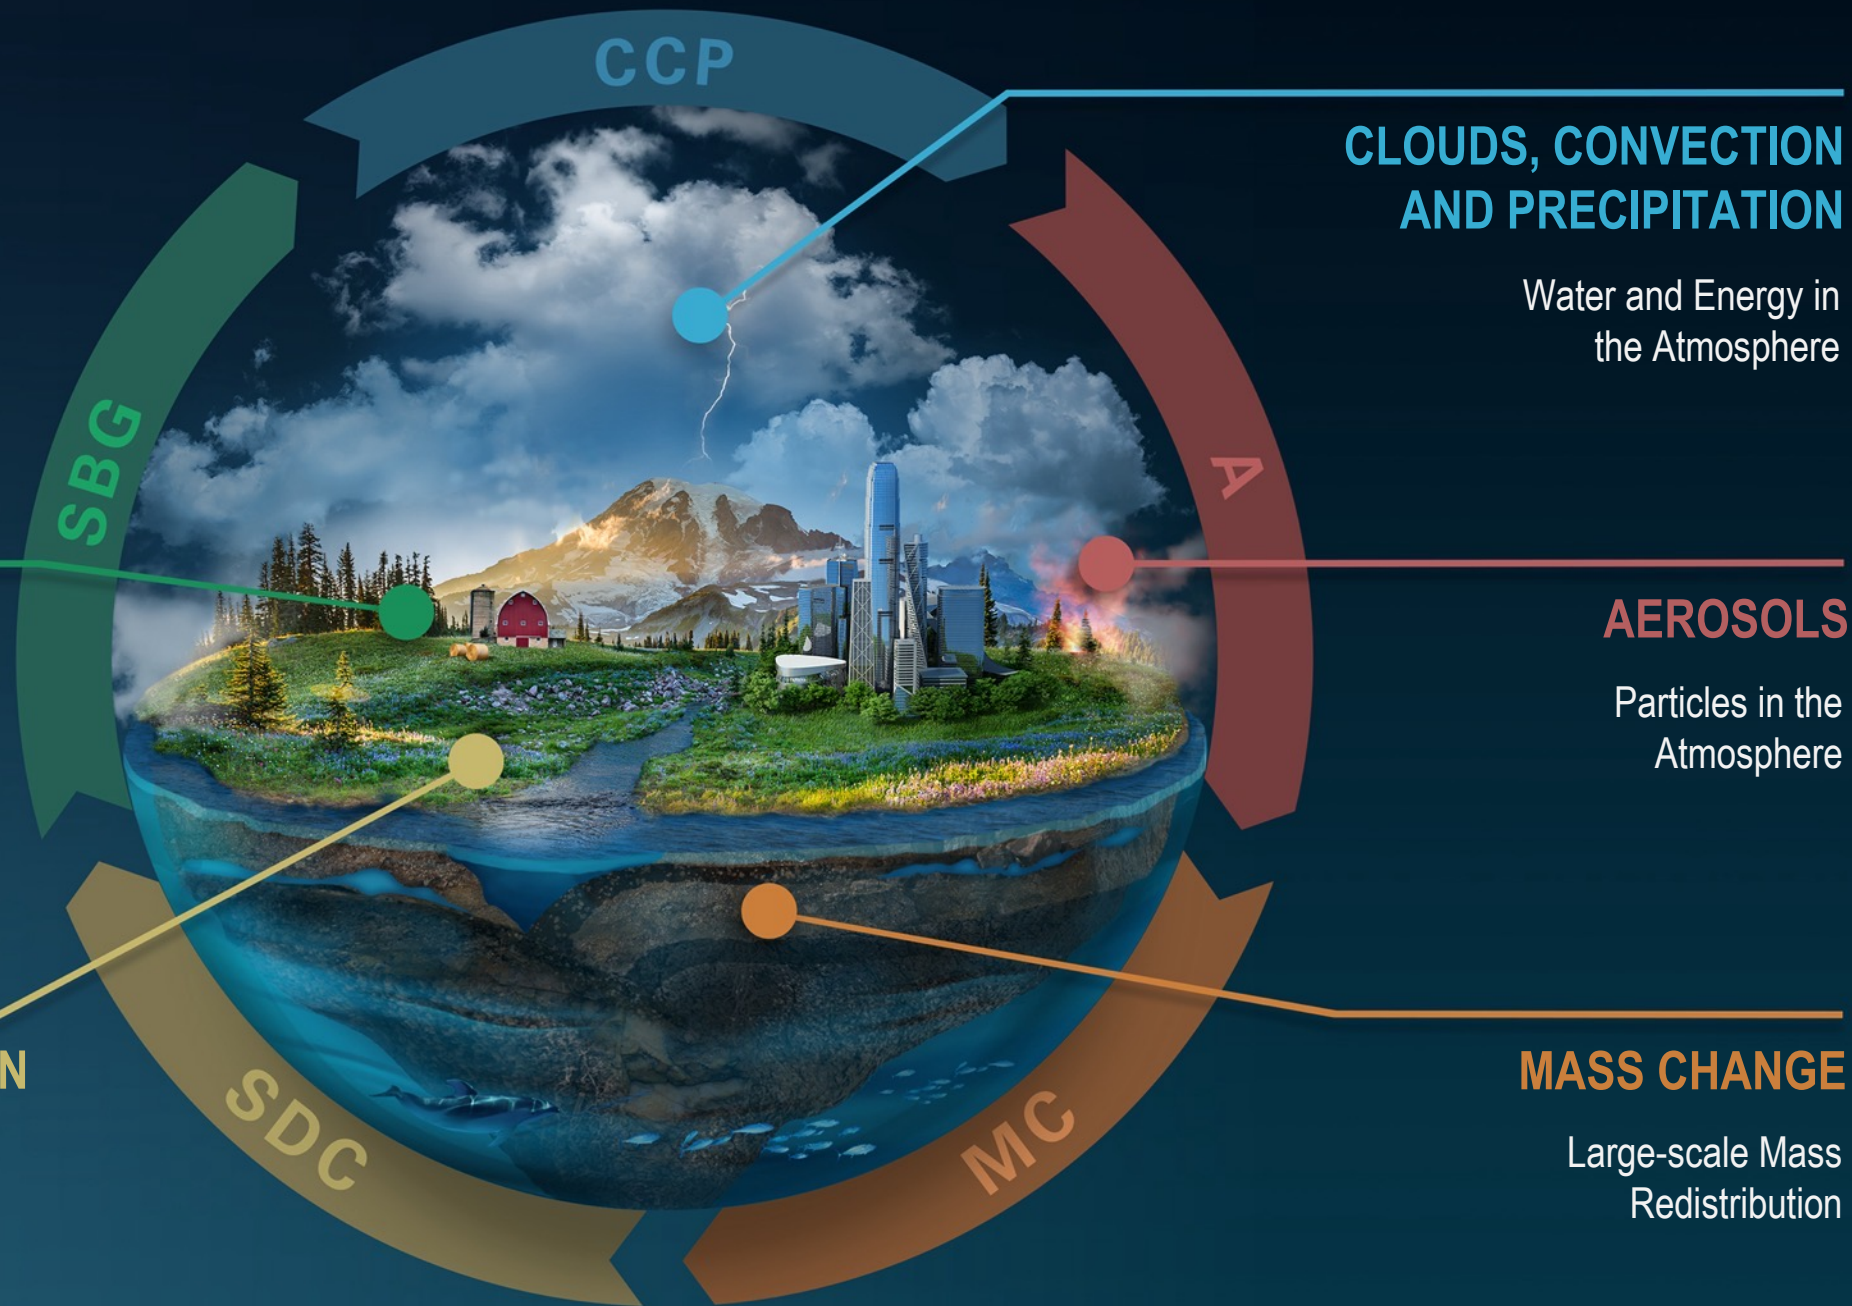 CCP
CLOUDS, CONVECTION
AND PRECIPITATION
Water and Energy in
the Atmosphere
SBG
A
AEROSOLS
Particles in the
Atmosphere
N
SDC
MC
MASS CHANGE
Large-scale Mass
Redistribution